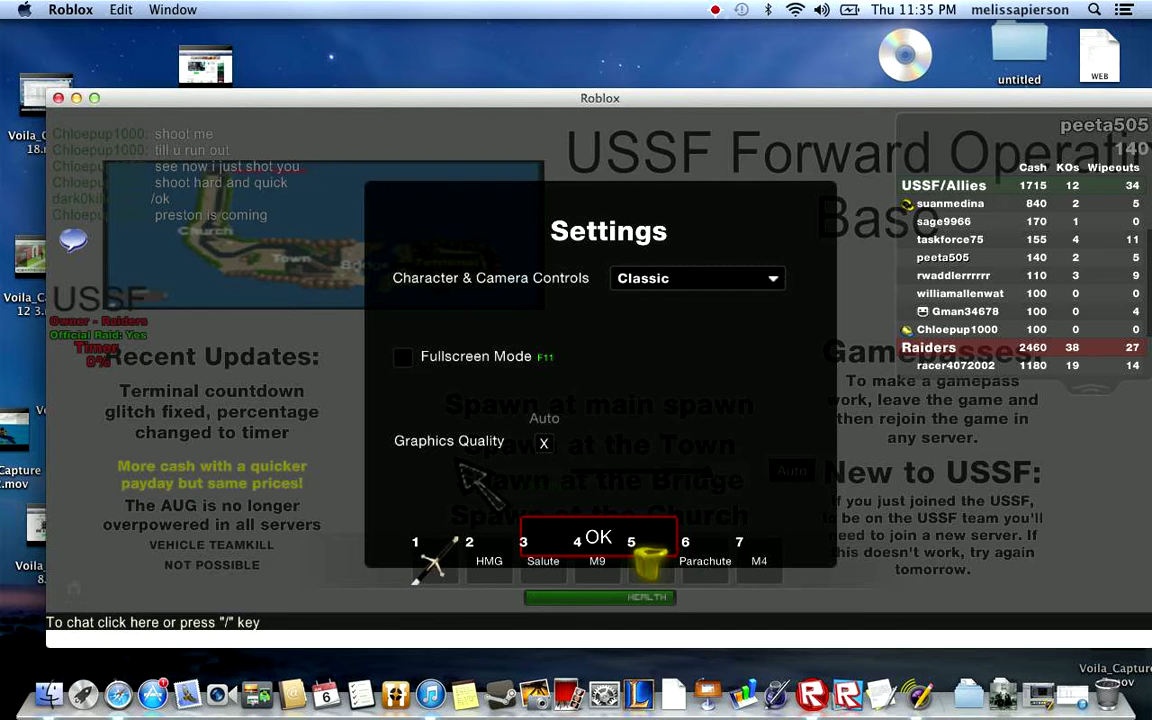 Roblox Edit Window
Thu 11:35 PM melissapierson
untitled
WEB
Roblox
Chloepup1000: shoot me
Chloepup1000: till u run out
Chloepup1000: see now i just shot you
shoot hard and quick
/ok
preston is coming
Church
Town
USSF
Owner - Raiders
Official Raid: Yes
Timer
0%
Recent Updates:
Terminal countdown
glitch fixed, percentage
changed to timer
More cash with a quicker
payday but same prices!
The AUG is no longer
overpowered in all servers
VEHICLE TEAMKILL
NOT POSSIBLE
USSF Forward
Settings
Character & Camera Controls Classic
Fullscreen Mode F11
Auto
Graphics Quality X
OK
Spawn at main spawn
Spawn at the Town
Spawn at the Bridge
Spawn at the Church
Auto
1 2 3 4 5 6 7
HMG Salute M9 Parachute M4
HEALTH
peeta505
140
Cash KOs Wipeouts
USSF/Allies 1715 12 34
suanmedina 840 2 5
sage9966 170 1 0
taskforce75 155 4 11
peeta505 140 2 5
rwaddlerrrrrr 110 3 9
williamallenwat 100 0 0
Gman34678 100 0 4
Chloepup1000 100 0 0
Raiders 2460 38 27
racer4072002 1180 19 14
To make a gamepass
work, leave the game and
then rejoin the game in
any server.
New to USSF:
If you just joined the USSF,
to be on the USSF team you'll
need to join a new server. If
this doesn't work, try again
tomorrow.
To chat click here or press "/" key
6